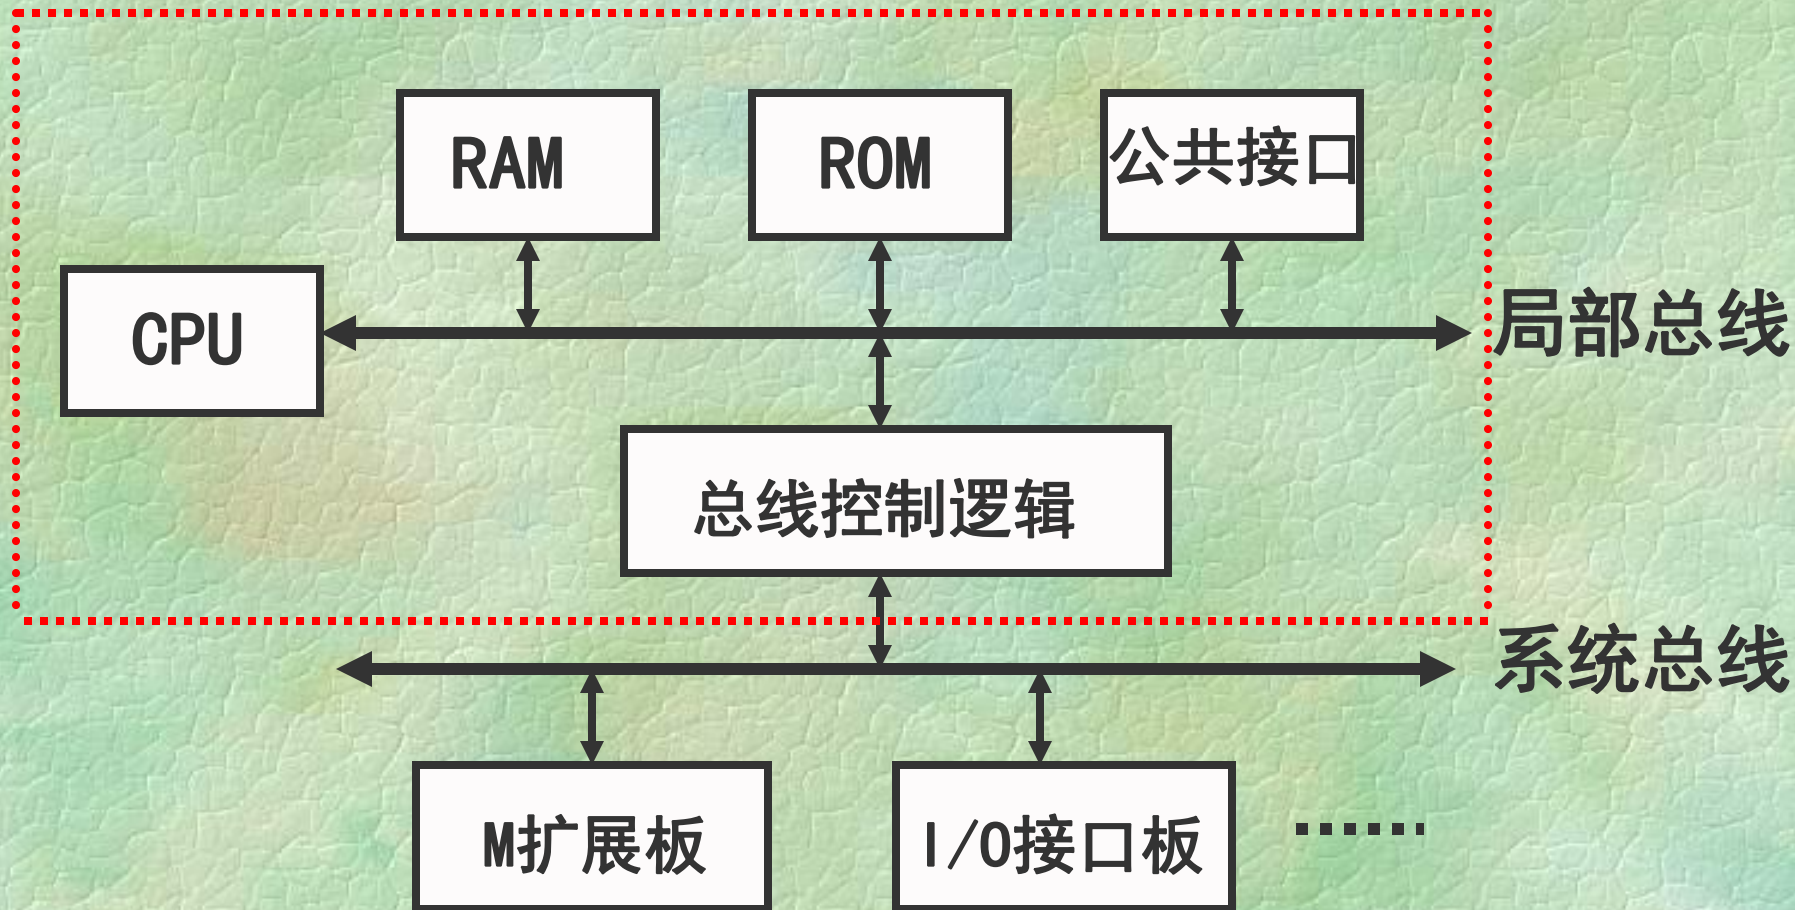 RAM
ROM
公共接口
CPU
局部总线
总线控制逻辑
系统总线
M扩展板
I/O接口板